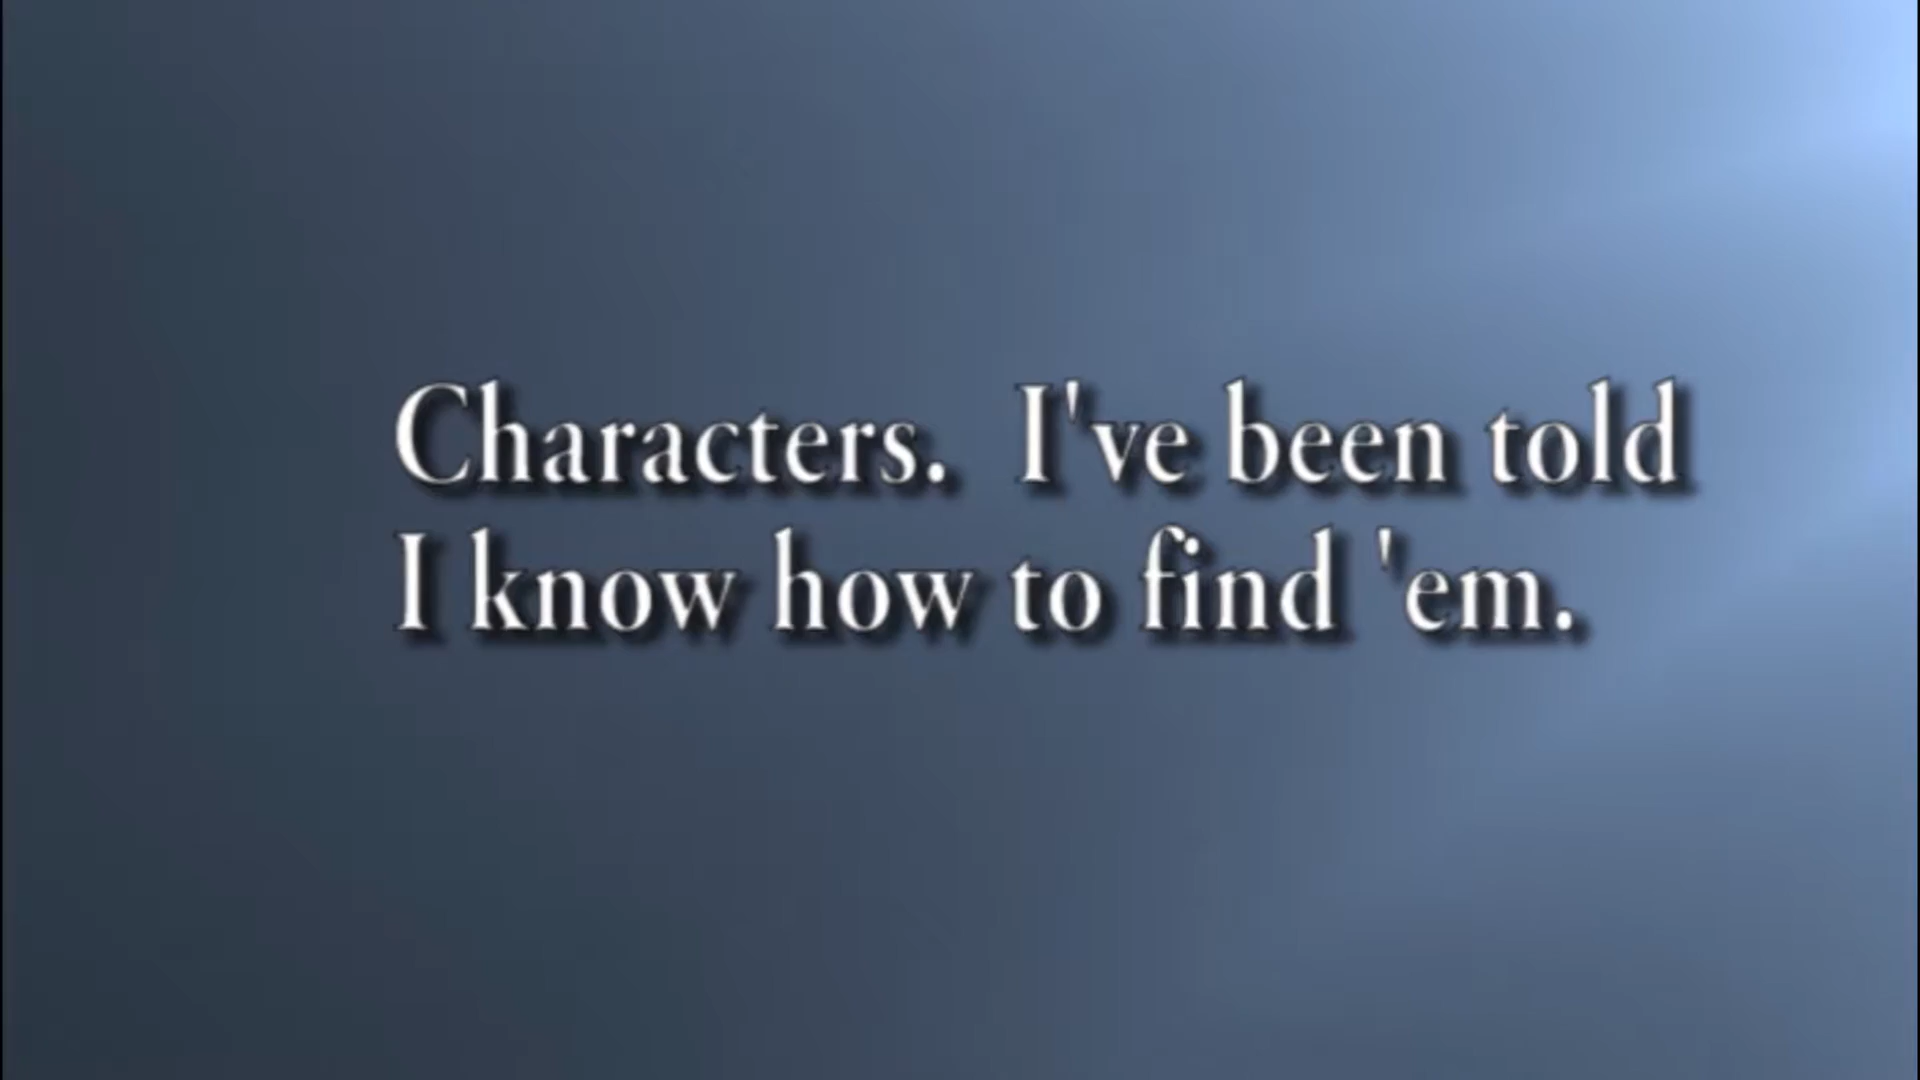 Characters.  I've been told
I know how to find 'em.